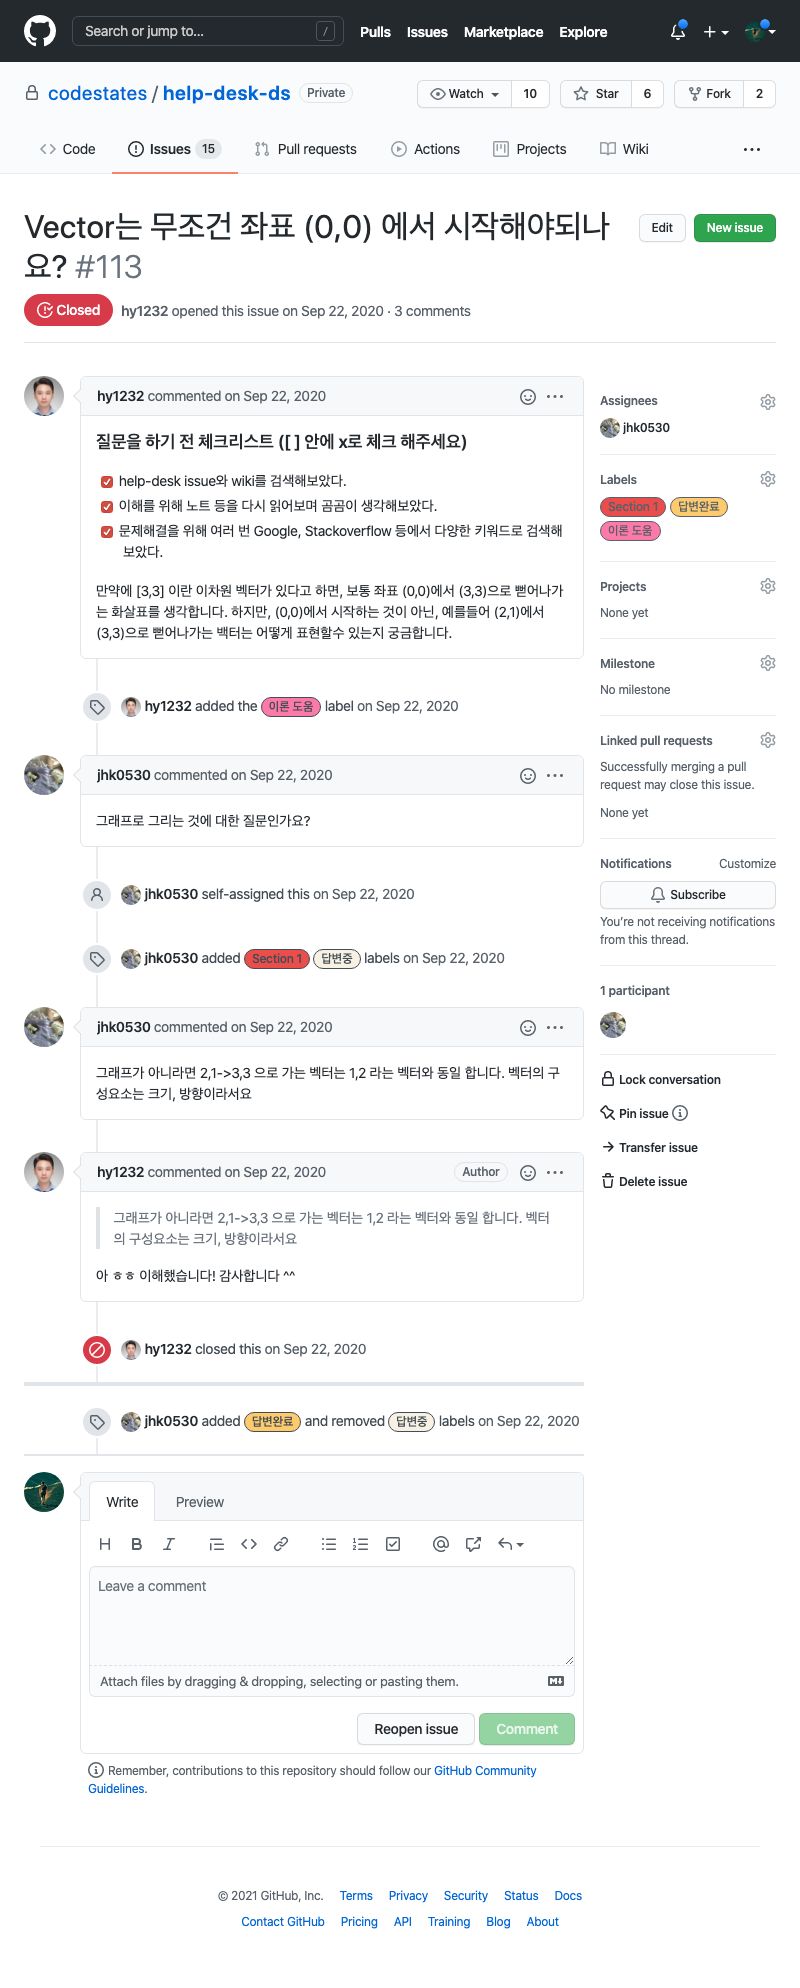 Search or jump to... /
Pulls Issues Marketplace Explore
codestates / help-desk-ds Private
Watch 10 Star 6 Fork 2
Code Issues 15 Pull requests Actions Projects Wiki ...
Vector는 무조건 좌표 (0,0) 에서 시작해야되나
요? #113
Edit New issue
Closed hy1232 opened this issue on Sep 22, 2020 · 3 comments
hy1232 commented on Sep 22, 2020
질문을 하기 전 체크리스트 ([ ] 안에 x로 체크 해주세요)
help-desk issue와 wiki를 검색해보았다.
이해를 위해 노트 등을 다시 읽어보며 곰곰이 생각해보았다.
문제해결을 위해 여러 번 Google, Stackoverflow 등에서 다양한 키워드로 검색해
보았다.
만약에 [3,3] 이란 이차원 벡터가 있다고 하면, 보통 좌표 (0,0)에서 (3,3)으로 뻗어나가
는 화살표를 생각합니다. 하지만, (0,0)에서 시작하는 것이 아닌, 예를들어 (2,1)에서
(3,3)으로 뻗어나가는 백터는 어떻게 표현할수 있는지 궁금합니다.
hy1232 added the 이론 도움 label on Sep 22, 2020
jhk0530 commented on Sep 22, 2020
그래프로 그리는 것에 대한 질문인가요?
jhk0530 self-assigned this on Sep 22, 2020
jhk0530 added Section 1 답변중 labels on Sep 22, 2020
jhk0530 commented on Sep 22, 2020
그래프가 아니라면 2,1->3,3 으로 가는 벡터는 1,2 라는 벡터와 동일 합니다. 벡터의 구
성요소는 크기, 방향이라서요
hy1232 commented on Sep 22, 2020 Author
그래프가 아니라면 2,1->3,3 으로 가는 벡터는 1,2 라는 벡터와 동일 합니다. 벡터
의 구성요소는 크기, 방향이라서요
아 ㅎㅎ 이해했습니다! 감사합니다 ^^
hy1232 closed this on Sep 22, 2020
jhk0530 added 답변완료 and removed 답변중 labels on Sep 22, 2020
Write Preview
H B I @
Leave a comment
Attach files by dragging & dropping, selecting or pasting them.
Reopen issue Comment
Remember, contributions to this repository should follow our GitHub Community
Guidelines.
Assignees
jhk0530
Labels
Section 1 답변완료
이론 도움
Projects
None yet
Milestone
No milestone
Linked pull requests
Successfully merging a pull
request may close this issue.
None yet
Notifications Customize
Subscribe
You're not receiving notifications
from this thread.
1 participant
Lock conversation
Pin issue
Transfer issue
Delete issue
© 2021 GitHub, Inc. Terms Privacy Security Status Docs
Contact GitHub Pricing API Training Blog About